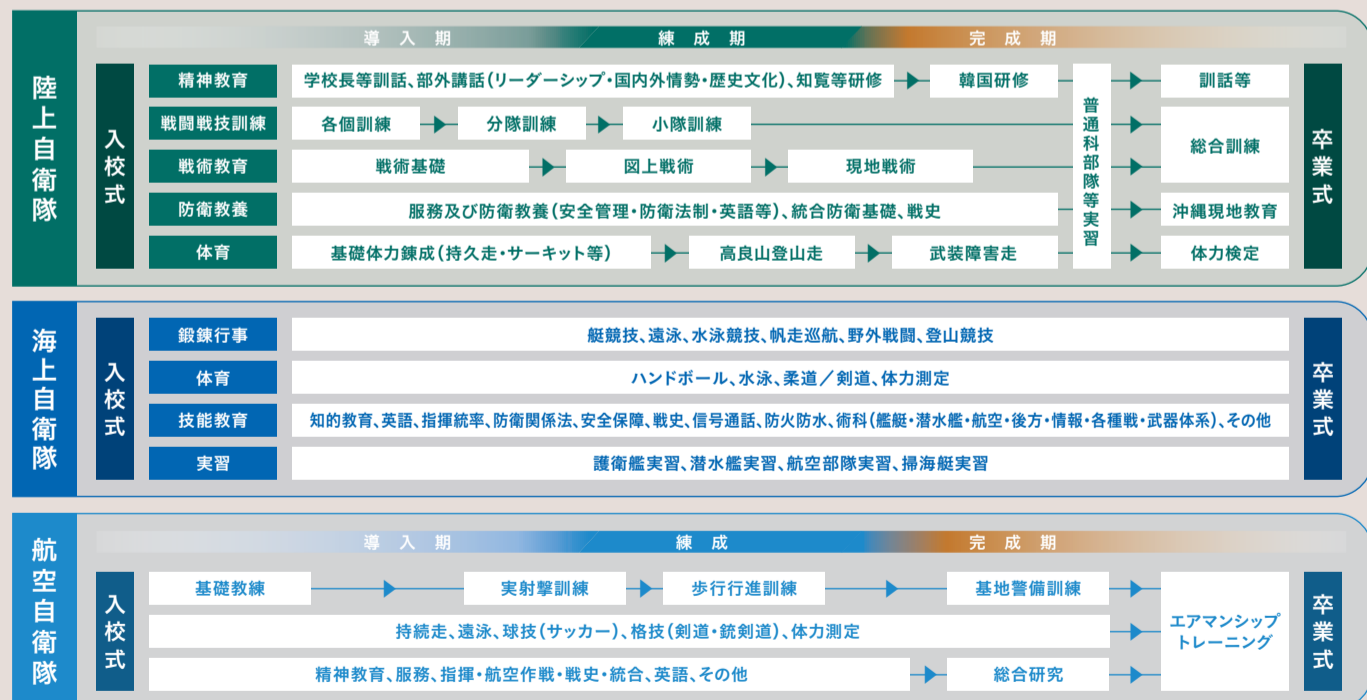 陸上自衛隊
導入期
練成期
完成期
入校式
精神教育
学校長等訓話、部外講話(リーダーシップ・国内外情勢・歴史文化)、知覧等研修
韓国研修
訓話等
戦闘戦技訓練
各個訓練
分隊訓練
小隊訓練
総合訓練
戦術教育
戦術基礎
図上戦術
現地戦術
防衛教養
服務及び防衛教養(安全管理・防衛法制・英語等)、統合防衛基礎、戦史
沖縄現地教育
体育
基礎体力錬成(持久走・サーキット等)
高良山登山走
武装障害走
体力検定
普通科部隊等実習
卒業式
海上自衛隊
入校式
鍛錬行事
艇競技、遠泳、水泳競技、帆走巡航、野外戦闘、登山競技
体育
ハンドボール、水泳、柔道／剣道、体力測定
技能教育
知的教育、英語、指揮統率、防衛関係法、安全保障、戦史、信号通話、防火防水、術科(艦艇・潜水艦・航空・後方・情報・各種戦・武器体系)、その他
実習
護衛艦実習、潜水艦実習、航空部隊実習、掃海艇実習
卒業式
航空自衛隊
導入期
練成
完成期
入校式
基礎教練
実射撃訓練
歩行行進訓練
基地警備訓練
持続走、遠泳、球技(サッカー)、格技(剣道・銃剣道)、体力測定
精神教育、服務、指揮・航空作戦・戦史・統合、英語、その他
総合研究
エアマンシップ
トレーニング
卒業式